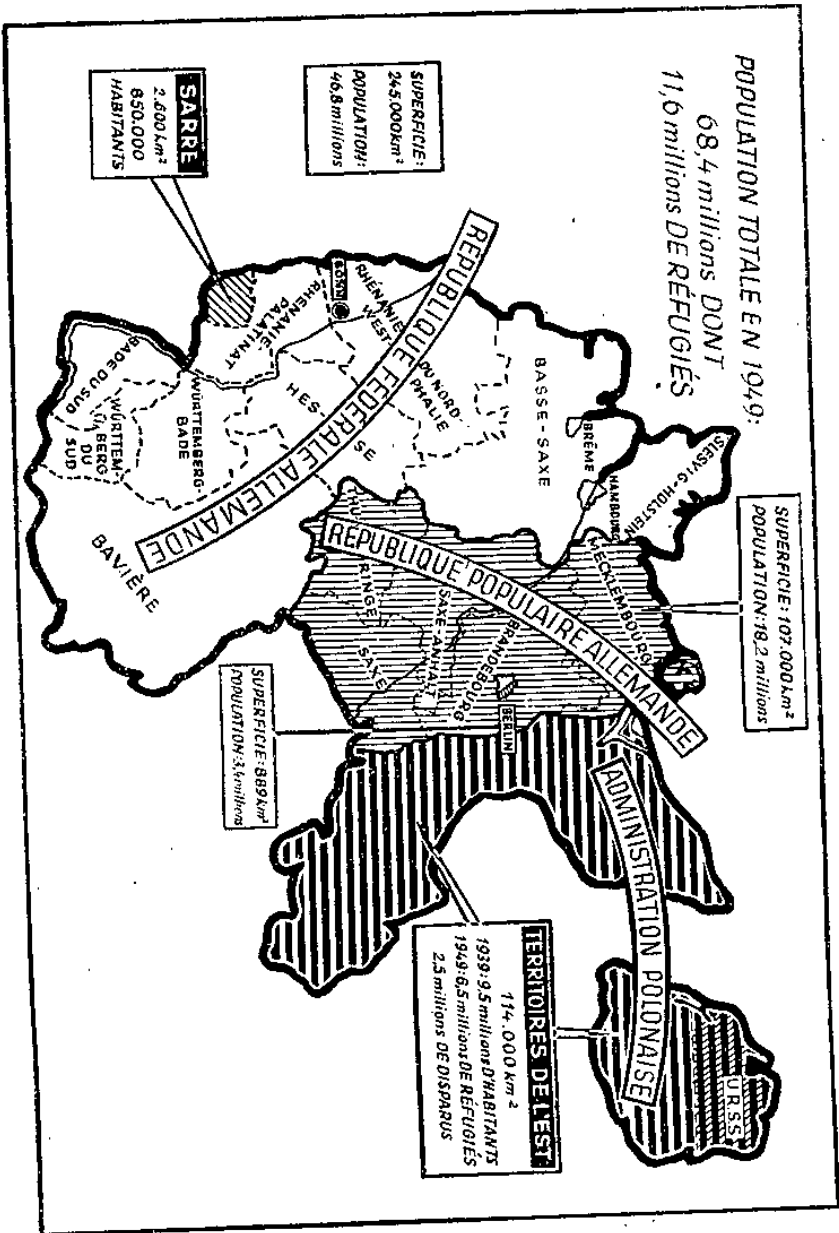 POPULATION TOTALE EN 1949:
68,4 millions DONT
11,6 millions DE RÉFUGIÉS
SUPERFICIE:
245.000 km²
POPULATION:
46,8 millions
SARRE
2.600 km²
850.000
HABITANTS
SUPERFICIE: 107.000 km²
POPULATION: 18,2 millions
RÉPUBLIQUE FÉDÉRALE ALLEMANDE
RÉPUBLIQUE POPULAIRE ALLEMANDE
ADMINISTRATION POLONAISE
SLESVIG-HOLSTEIN
HAMBOURG
BRÊME
BASSE-SAXE
MECKLEMBOURG
RHÉNANIE DU NORD
WESTPHALIE
BONN
RHÉNANIE-
PALATINAT
HESSE
WÜRTTEMBERG-
BADE
BADE DU SUD
WÜRTTEM-
BERG
DU
SUD
BAVIÈRE
THURINGE
SAXE-ANHALT
SAXE
BRANDEBOURG
BERLIN
U.R.S.S.
SUPERFICIE: 889 km²
POPULATION: 3,4 millions
TERRITOIRES DE L'EST
114.000 km²
1939: 9,5 millions D'HABITANTS
1949: 6,5 millions DE RÉFUGIÉS
2,5 millions DE DISPARUS